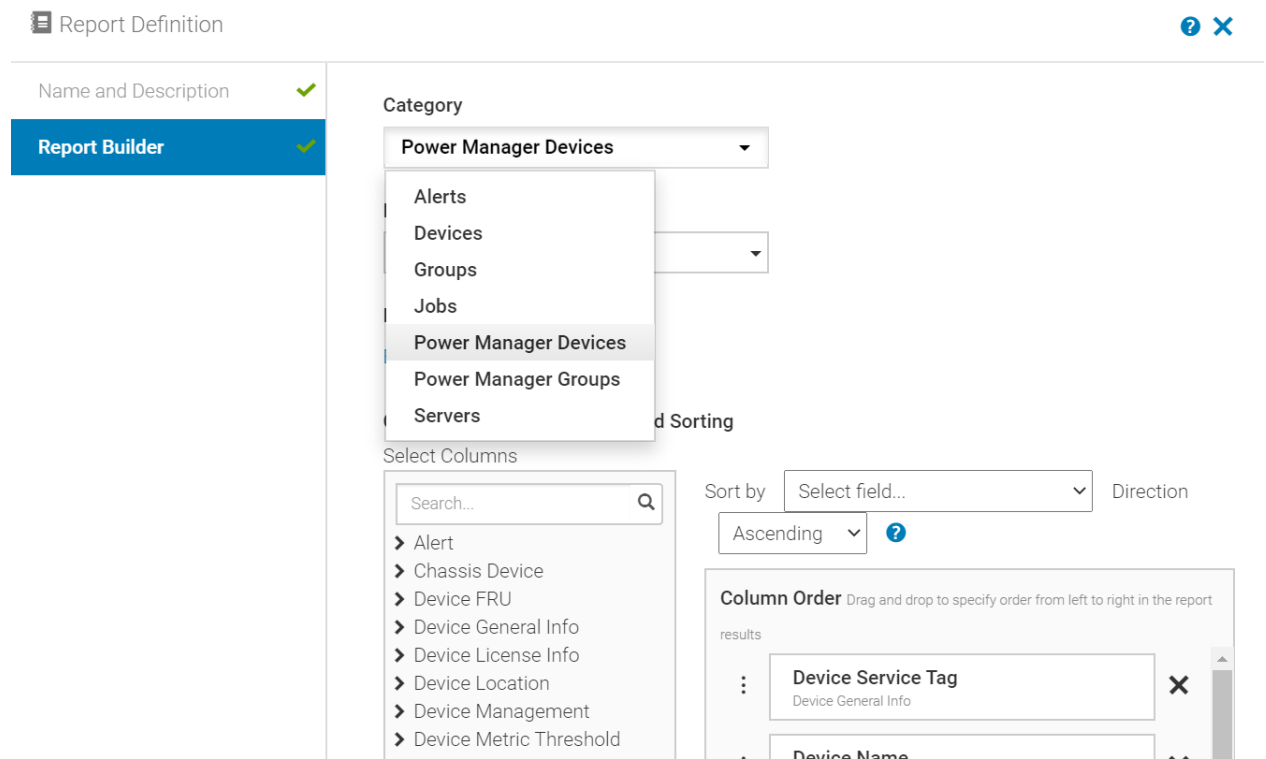 Report Definition
Name and Description
Report Builder
Category
Power Manager Devices
Alerts
Devices
Groups
Jobs
Power Manager Devices
Power Manager Groups
Servers
d Sorting
Select Columns
Search...
Alert
Chassis Device
Device FRU
Device General Info
Device License Info
Device Location
Device Management
Device Metric Threshold
Sort by Select field... Direction
Ascending
Column Order Drag and drop to specify order from left to right in the report
results
Device Service Tag
Device General Info
Device Name